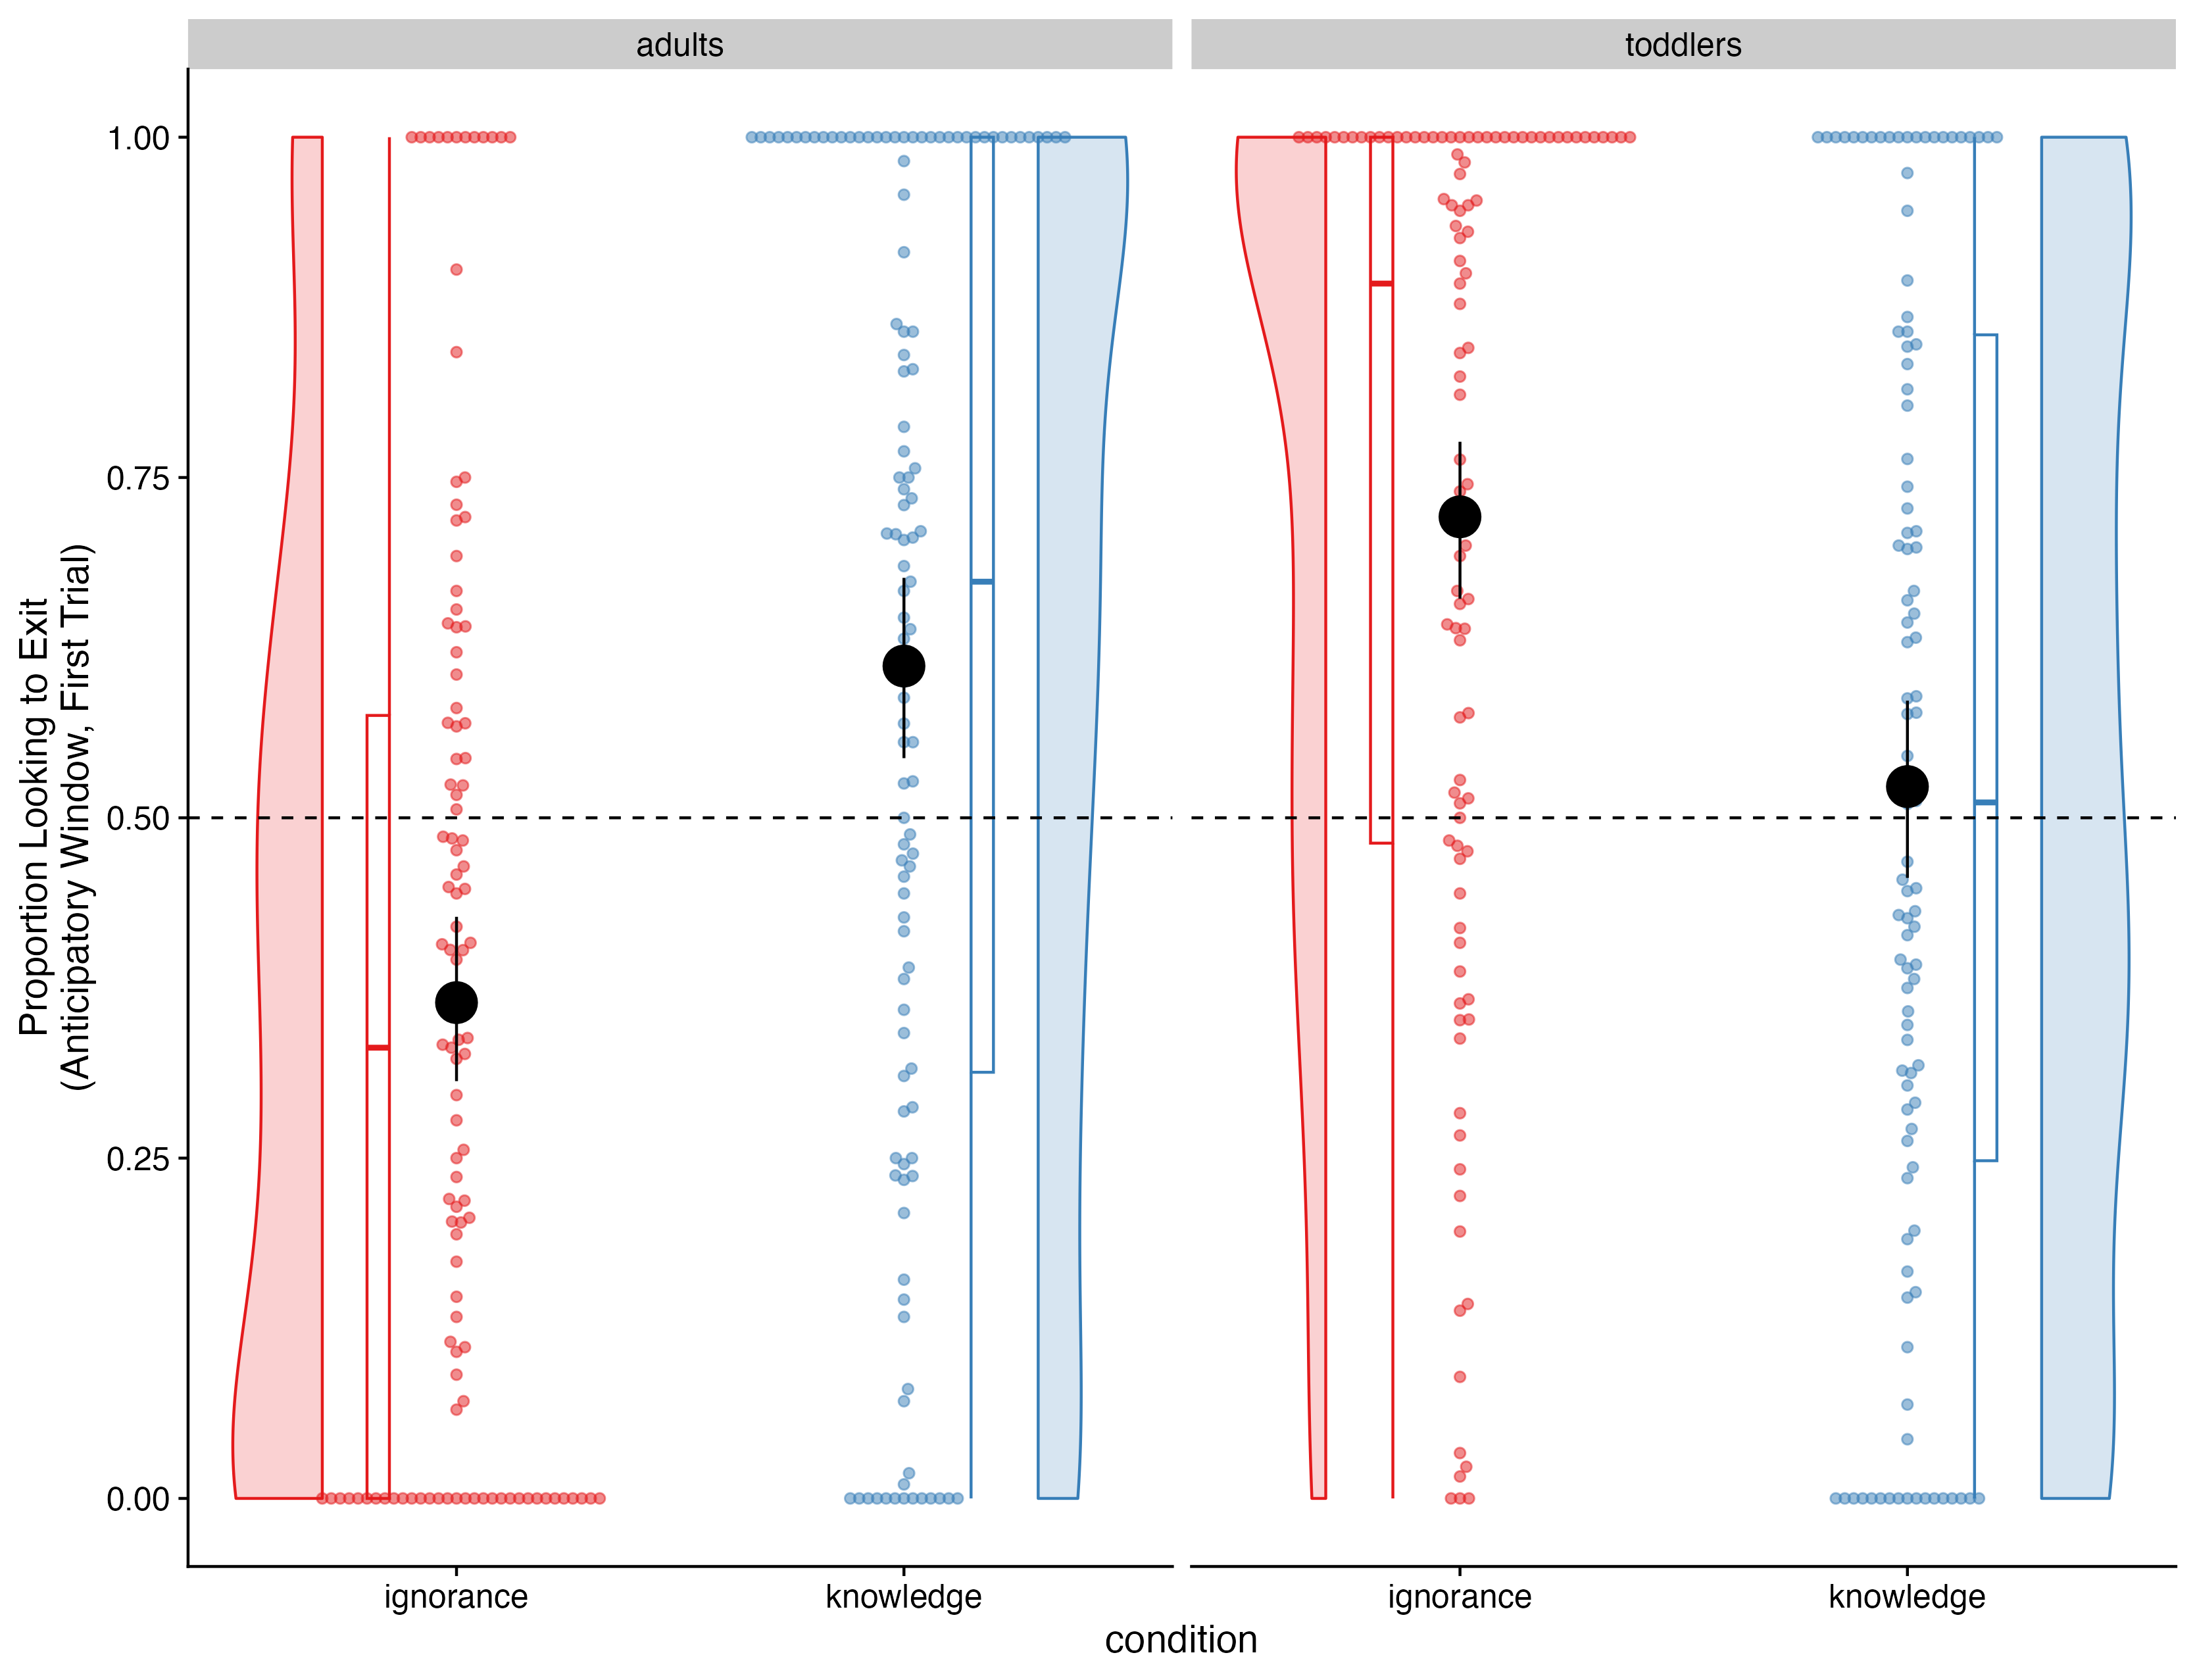 adults
toddlers
1.00
0.75
0.50
0.25
0.00
Proportion Looking to Exit
(Anticipatory Window, First Trial)
ignorance
knowledge
ignorance
knowledge
condition